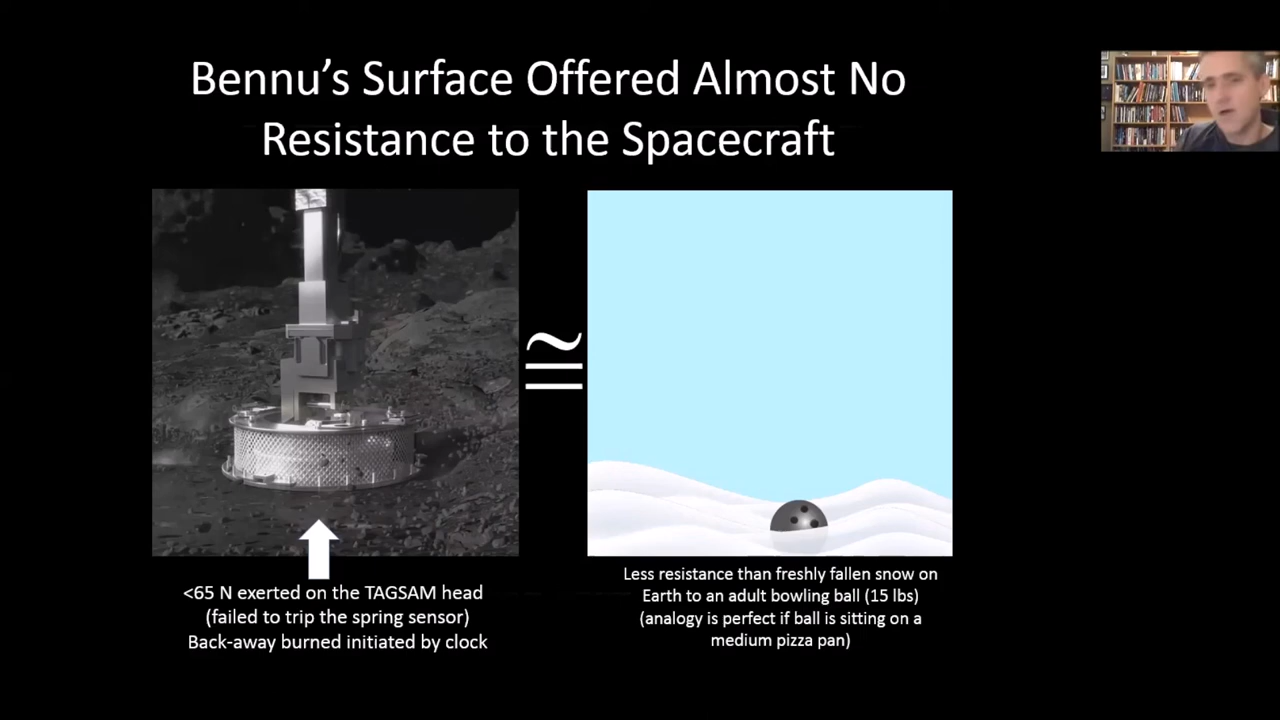 Bennu’s Surface Offered Almost No
Resistance to the Spacecraft
<65 N exerted on the TAGSAM head
(failed to trip the spring sensor)
Back-away burned initiated by clock
Less resistance than freshly fallen snow on
Earth to an adult bowling ball (15 lbs)
(analogy is perfect if ball is sitting on a
medium pizza pan)